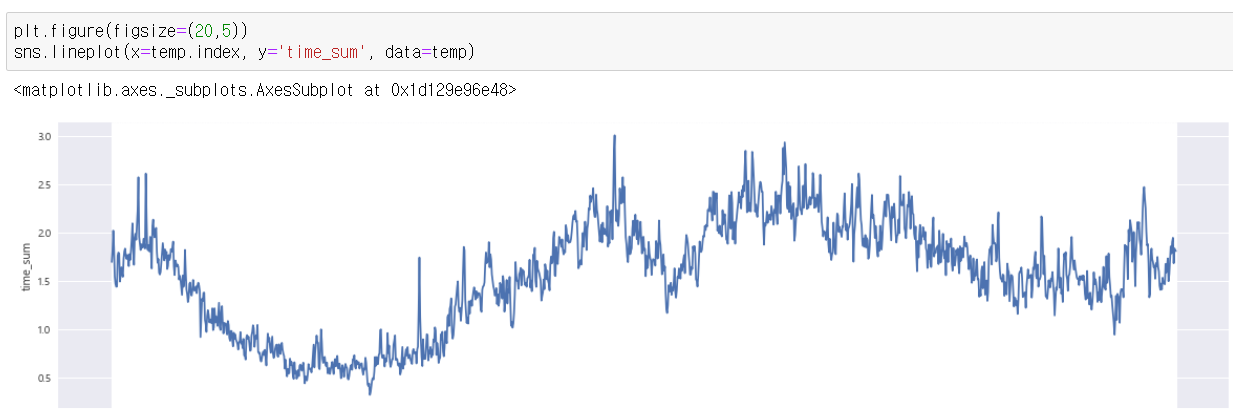 plt.figure(figsize=(20,5))
sns.lineplot(x=temp.index, y='time_sum', data=temp)
<matplotlib.axes._subplots.AxesSubplot at 0x1d129e96e48>
3.0
2.5
2.0
1.5
1.0
0.5
time_sum